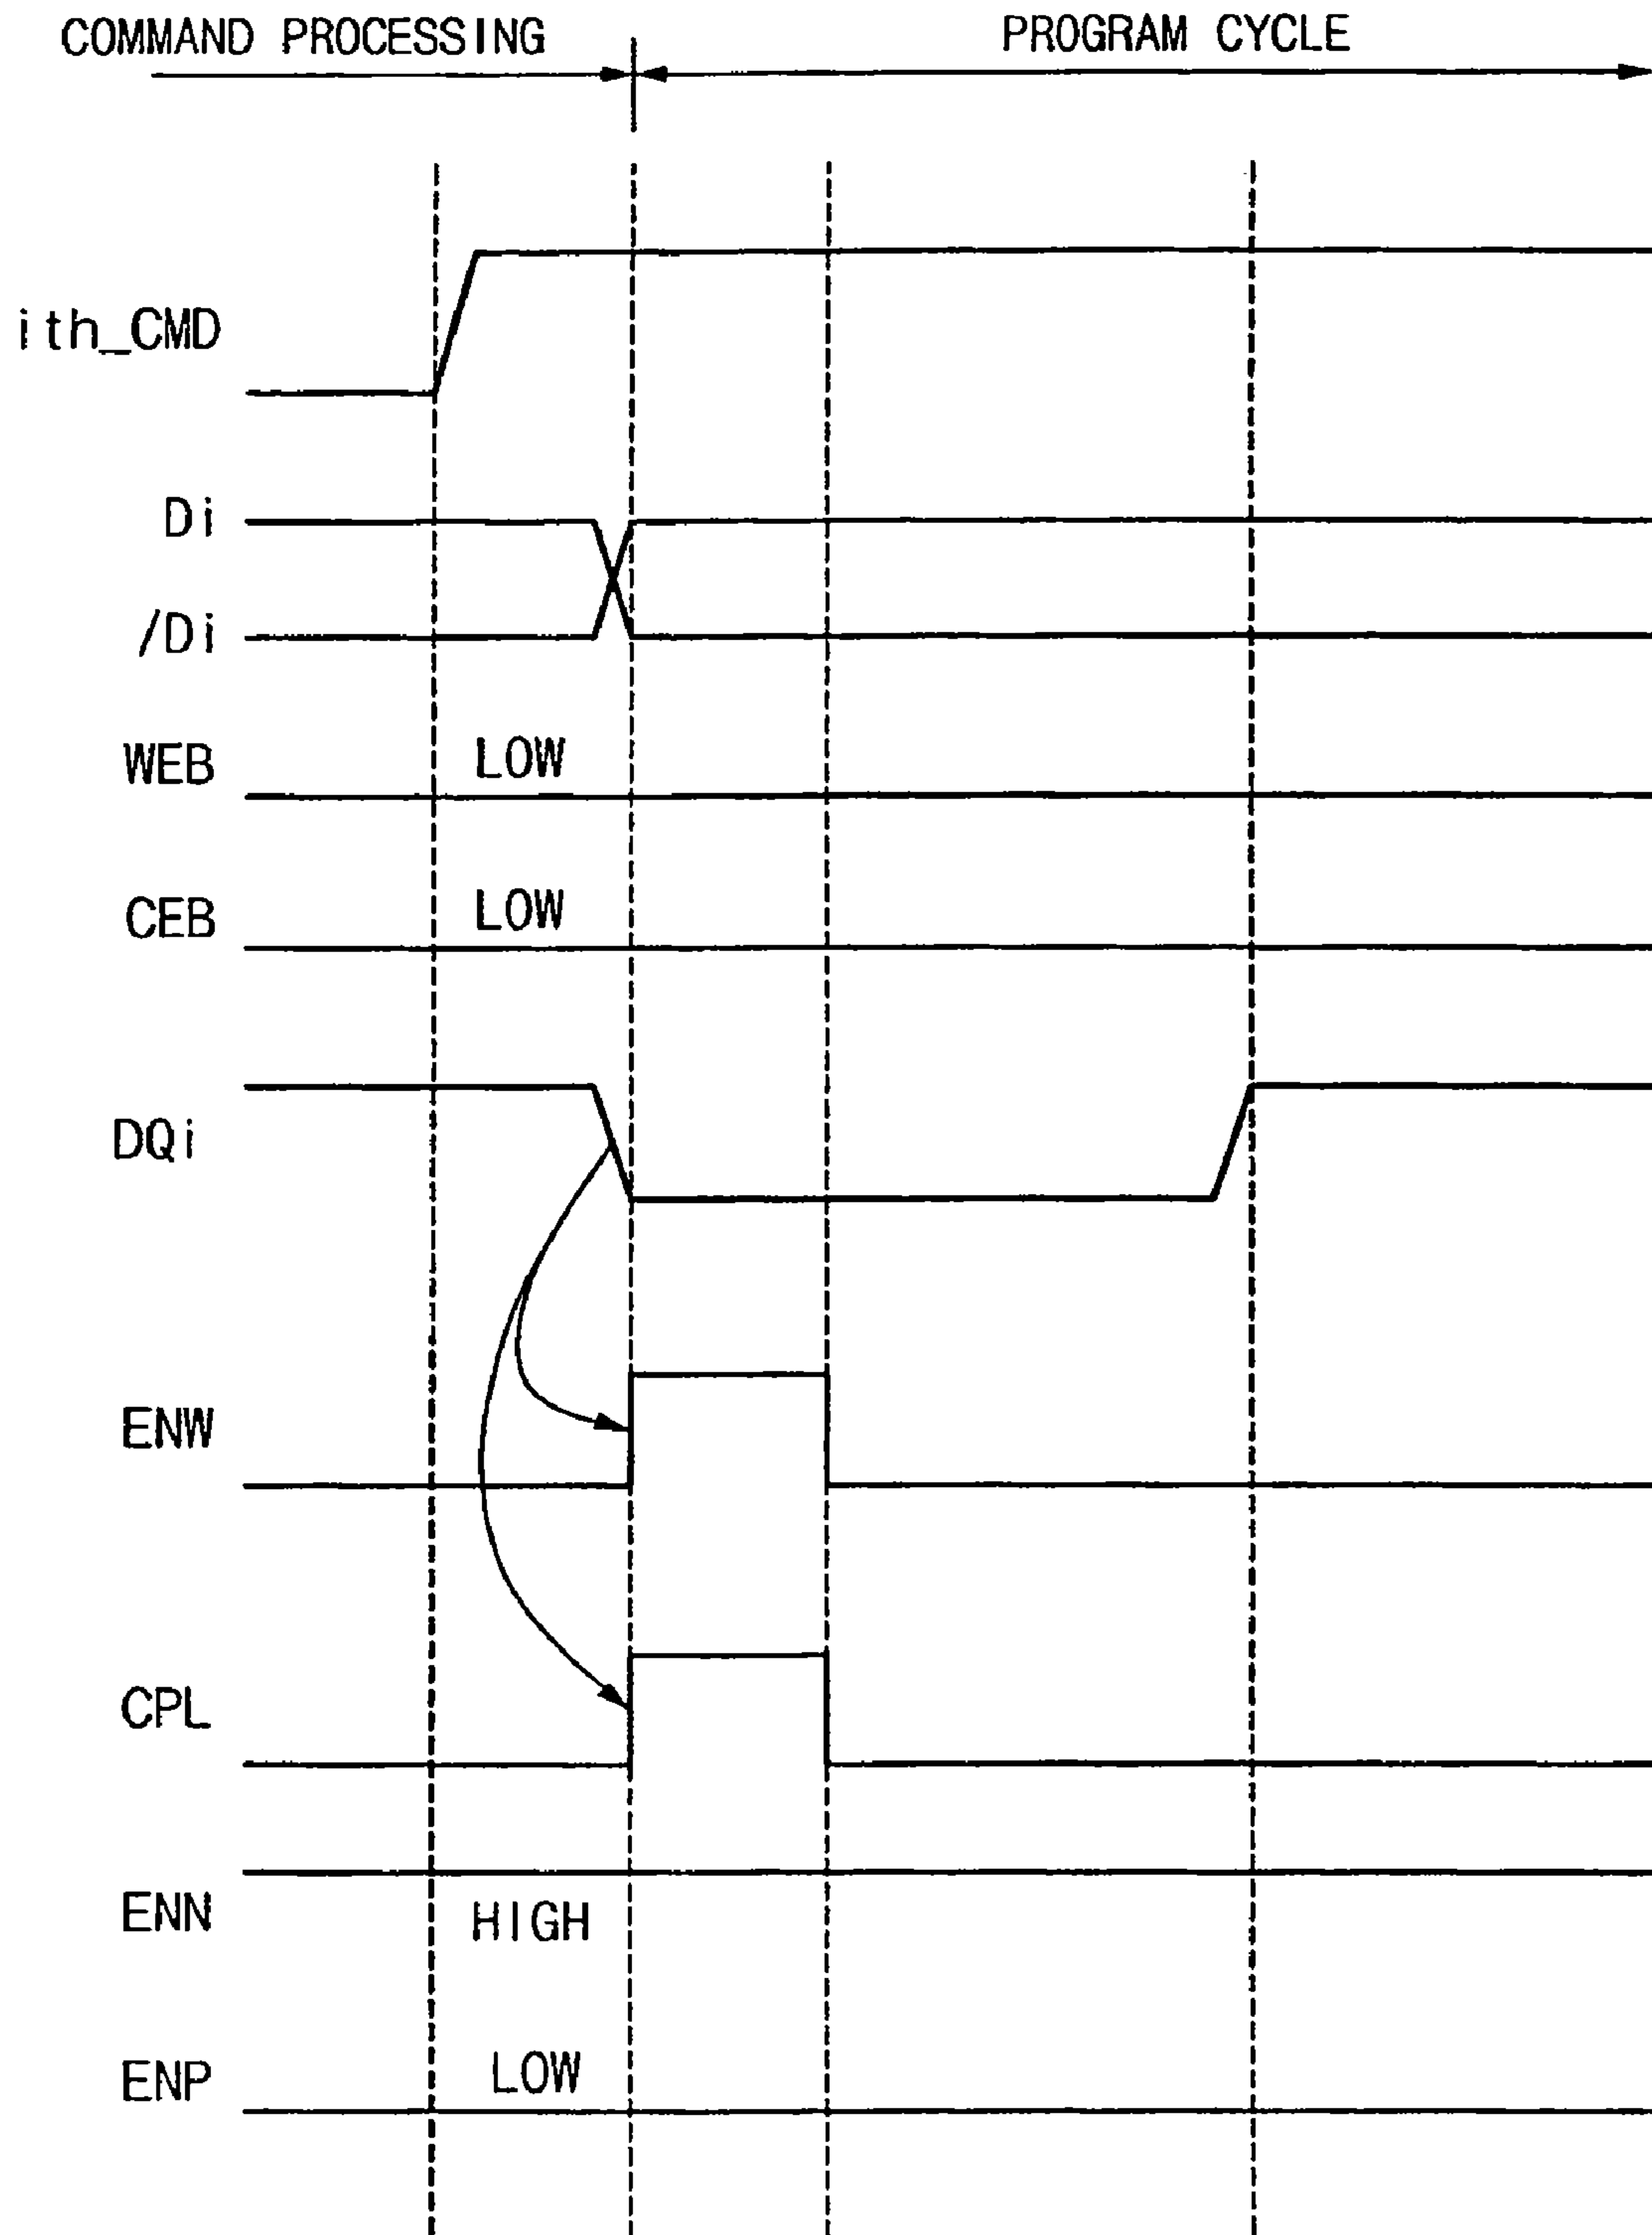 COMMAND PROCESSING
PROGRAM CYCLE
ith_CMD
Di
/Di
WEB
LOW
CEB
LOW
DQi
ENW
CPL
ENN
HIGH
ENP
LOW